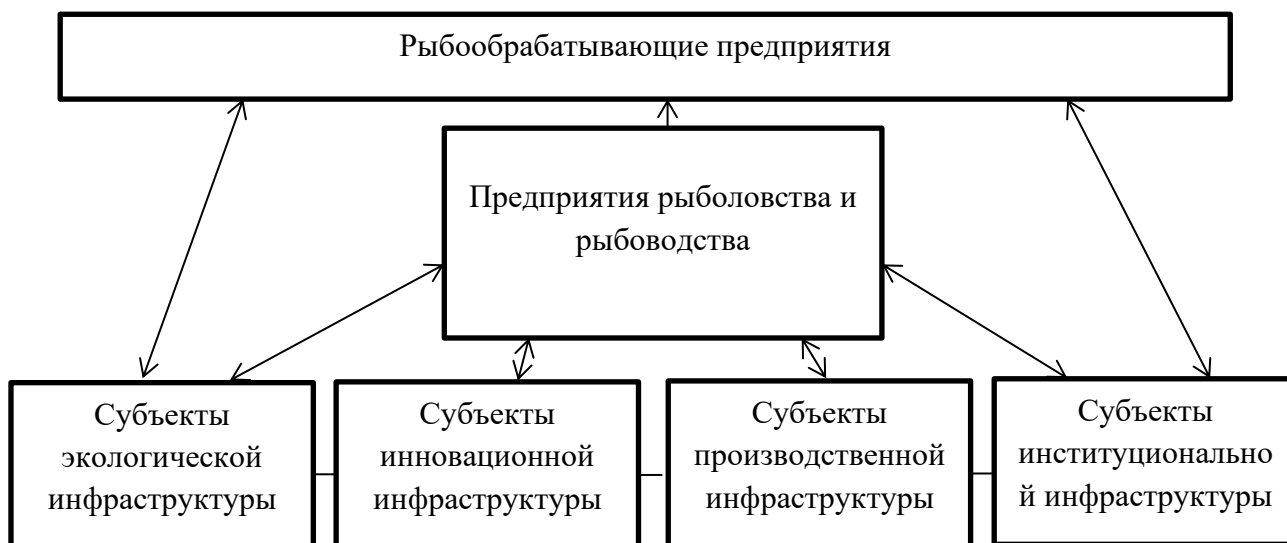 Рыбообрабатывающие предприятия
Предприятия рыболовства и
рыбоводства
Субъекты
экологической
инфраструктуры
Субъекты
инновационной
инфраструктуры
Субъекты
производственной
инфраструктуры
Субъекты
институционально
й инфраструктуры